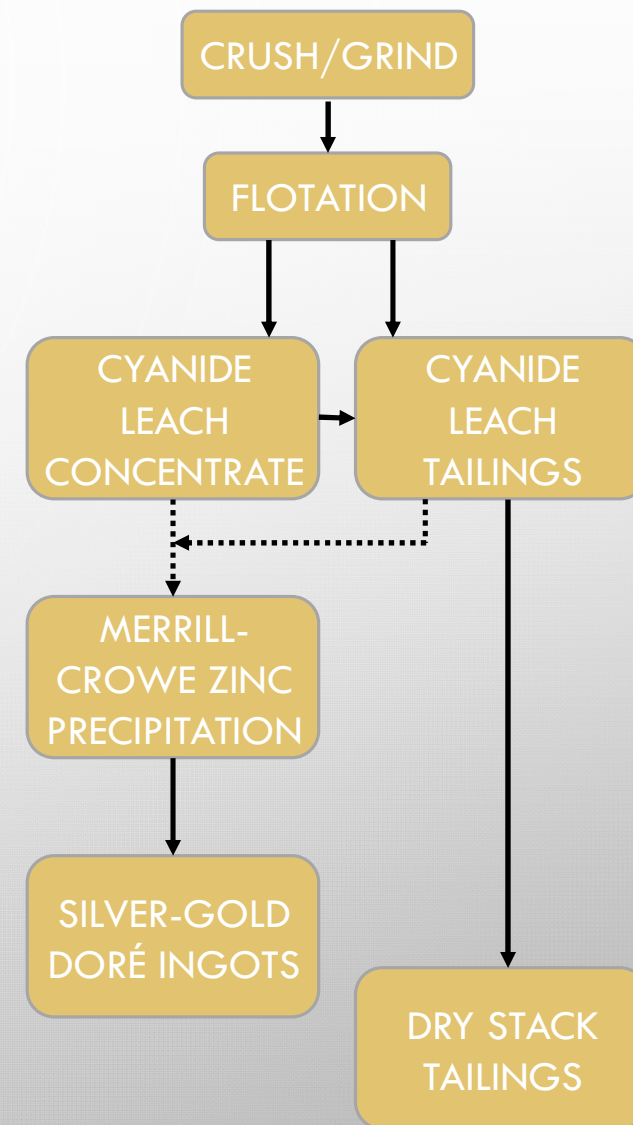 CRUSH/GRIND
FLOTATION
CYANIDE
LEACH
CONCENTRATE
CYANIDE
LEACH
TAILINGS
MERRILL-
CROWE ZINC
PRECIPITATION
SILVER-GOLD
DORÉ INGOTS
DRY STACK
TAILINGS